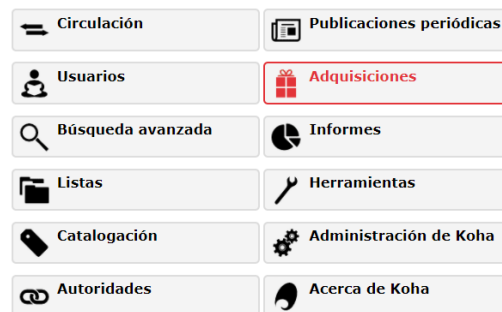 Circulación
Publicaciones periódicas
Usuarios
Adquisiciones
Búsqueda avanzada
Informes
Listas
Herramientas
Catalogación
Administración de Koha
Autoridades
Acerca de Koha